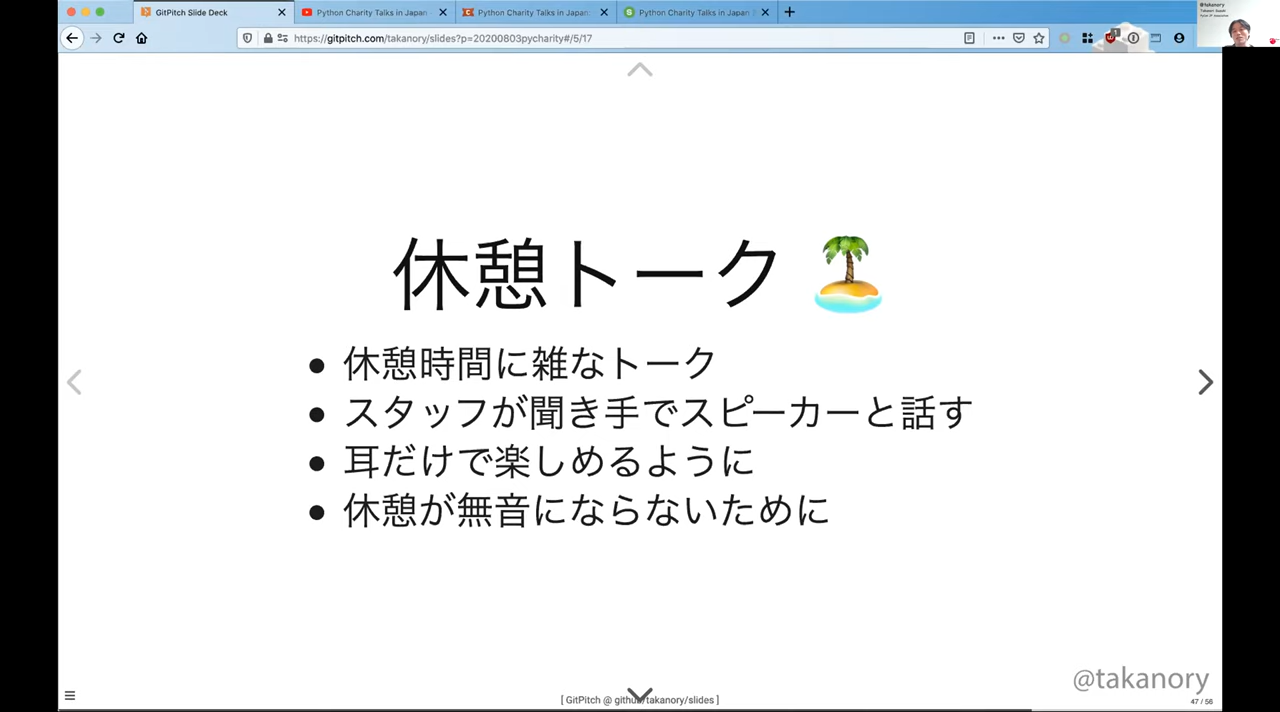 GitPitch Slide Deck
Python Charity Talks in Japan
Python Charity Talks in Japan
Python Charity Talks in Japan
@takanory
https://gitpitch.com/takanory/slides?p=20200803pycharity#/5/17
休憩トーク
● 休憩時間に雑なトーク
● スタッフが聞き手でスピーカーと話す
● 耳だけで楽しめるように
● 休憩が無音にならないために
@takanory
[ GitPitch @ github/takanory/slides ]
47 / 56